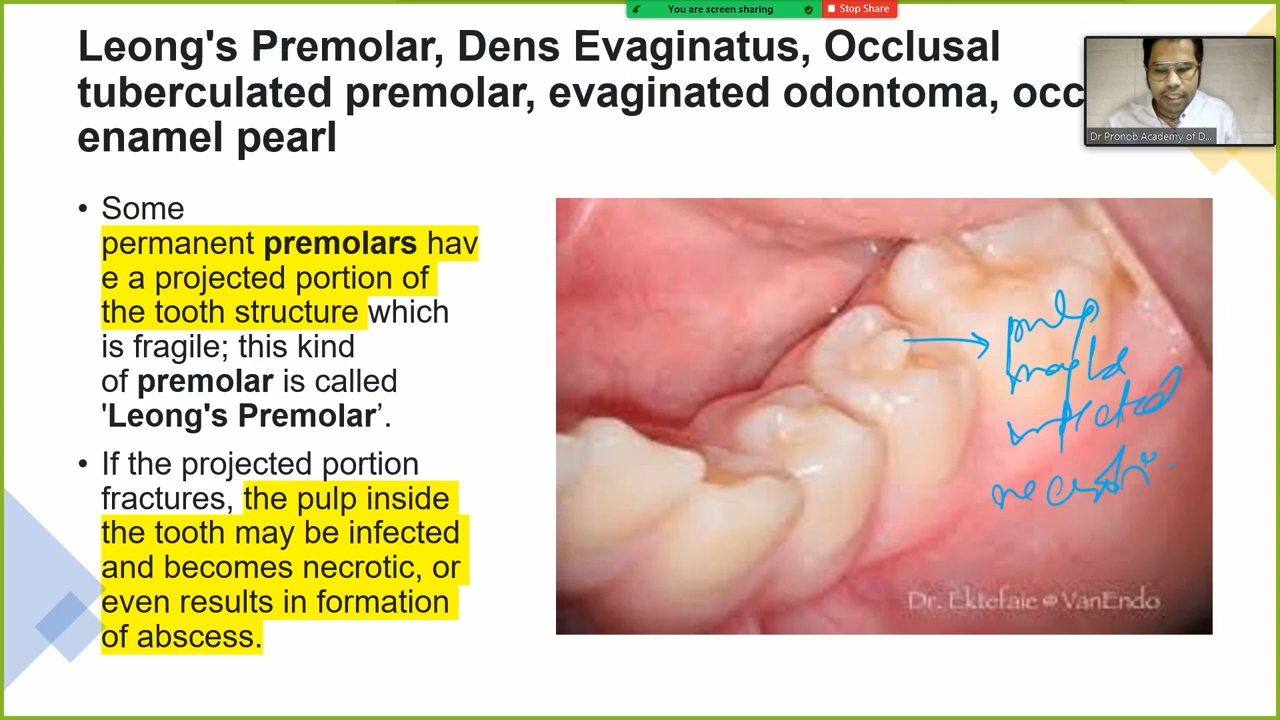 You are screen sharing
Stop Share
Leong's Premolar, Dens Evaginatus, Occlusal
tuberculated premolar, evaginated odontoma, occ
enamel pearl
Dr Pronob Academy of D...
• Some
permanent premolars hav
e a projected portion of
the tooth structure which
is fragile; this kind
of premolar is called
'Leong's Premolar’.
• If the projected portion
fractures, the pulp inside
the tooth may be infected
and becomes necrotic, or
even results in formation
of abscess.
pulp
infected
necrotic
Dr. Ektefaie @ VanEndo